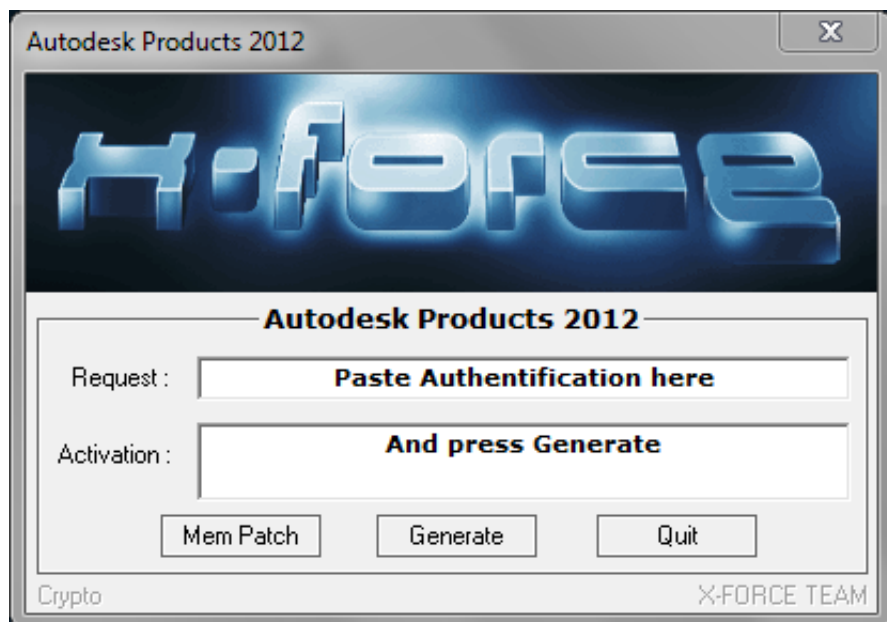 Autodesk Products 2012
x-force
Autodesk Products 2012
Request :
Paste Authentification here
Activation :
And press Generate
Mem Patch
Generate
Quit
Crypto
X-FORCE TEAM